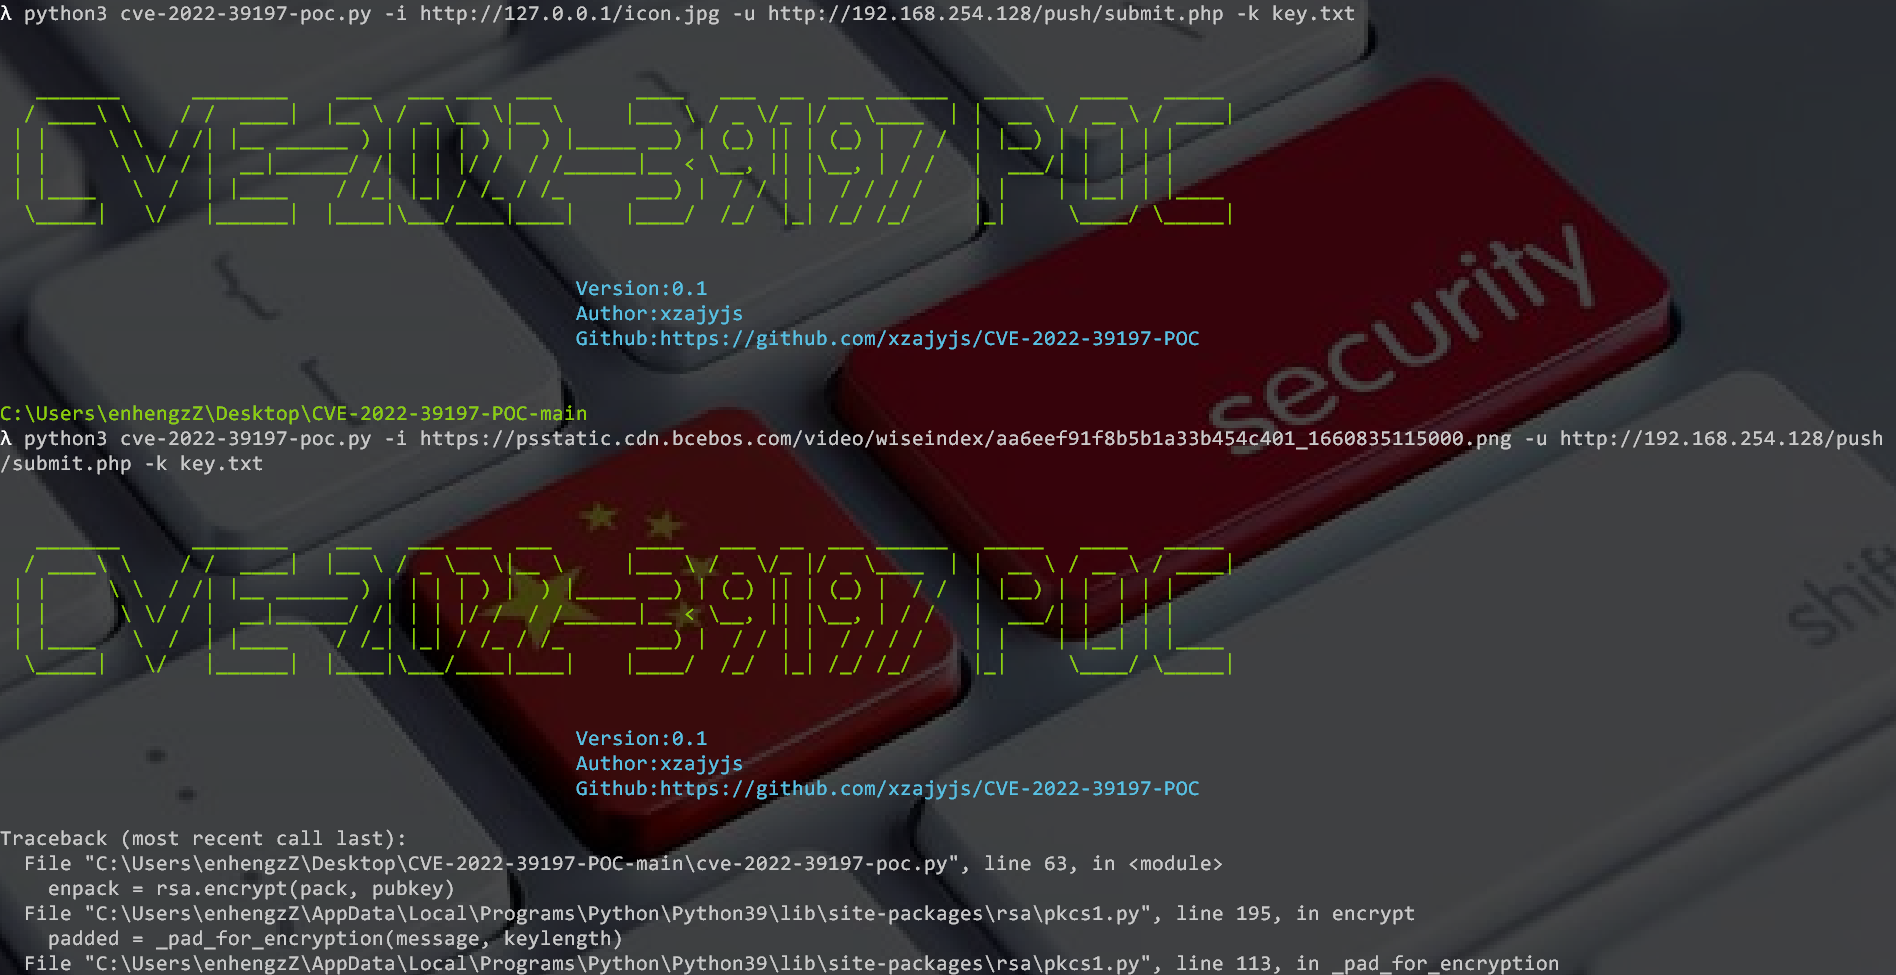 λ python3 cve-2022-39197-poc.py -i http://127.0.0.1/icon.jpg -u http://192.168.254.128/push/submit.php -k key.txt
CVE-2022-39197 POC
Version:0.1
Author:xzajyjs
Github:https://github.com/xzajyjs/CVE-2022-39197-POC
security
C:\Users\enhengzZ\Desktop\CVE-2022-39197-POC-main
λ python3 cve-2022-39197-poc.py -i https://psstatic.cdn.bcebos.com/video/wiseindex/aa6eef91f8b5b1a33b454c401_1660835115000.png -u http://192.168.254.128/push
/submit.php -k key.txt
CVE-2022-39197 POC
shift
Version:0.1
Author:xzajyjs
Github:https://github.com/xzajyjs/CVE-2022-39197-POC
Traceback (most recent call last):
File "C:\Users\enhengzZ\Desktop\CVE-2022-39197-POC-main\cve-2022-39197-poc.py", line 63, in <module>
enpack = rsa.encrypt(pack, pubkey)
File "C:\Users\enhengzZ\AppData\Local\Programs\Python\Python39\lib\site-packages\rsa\pkcs1.py", line 195, in encrypt
padded = _pad_for_encryption(message, keylength)
File "C:\Users\enhengzZ\AppData\Local\Programs\Python\Python39\lib\site-packages\rsa\pkcs1.py", line 113, in _pad_for_encryption